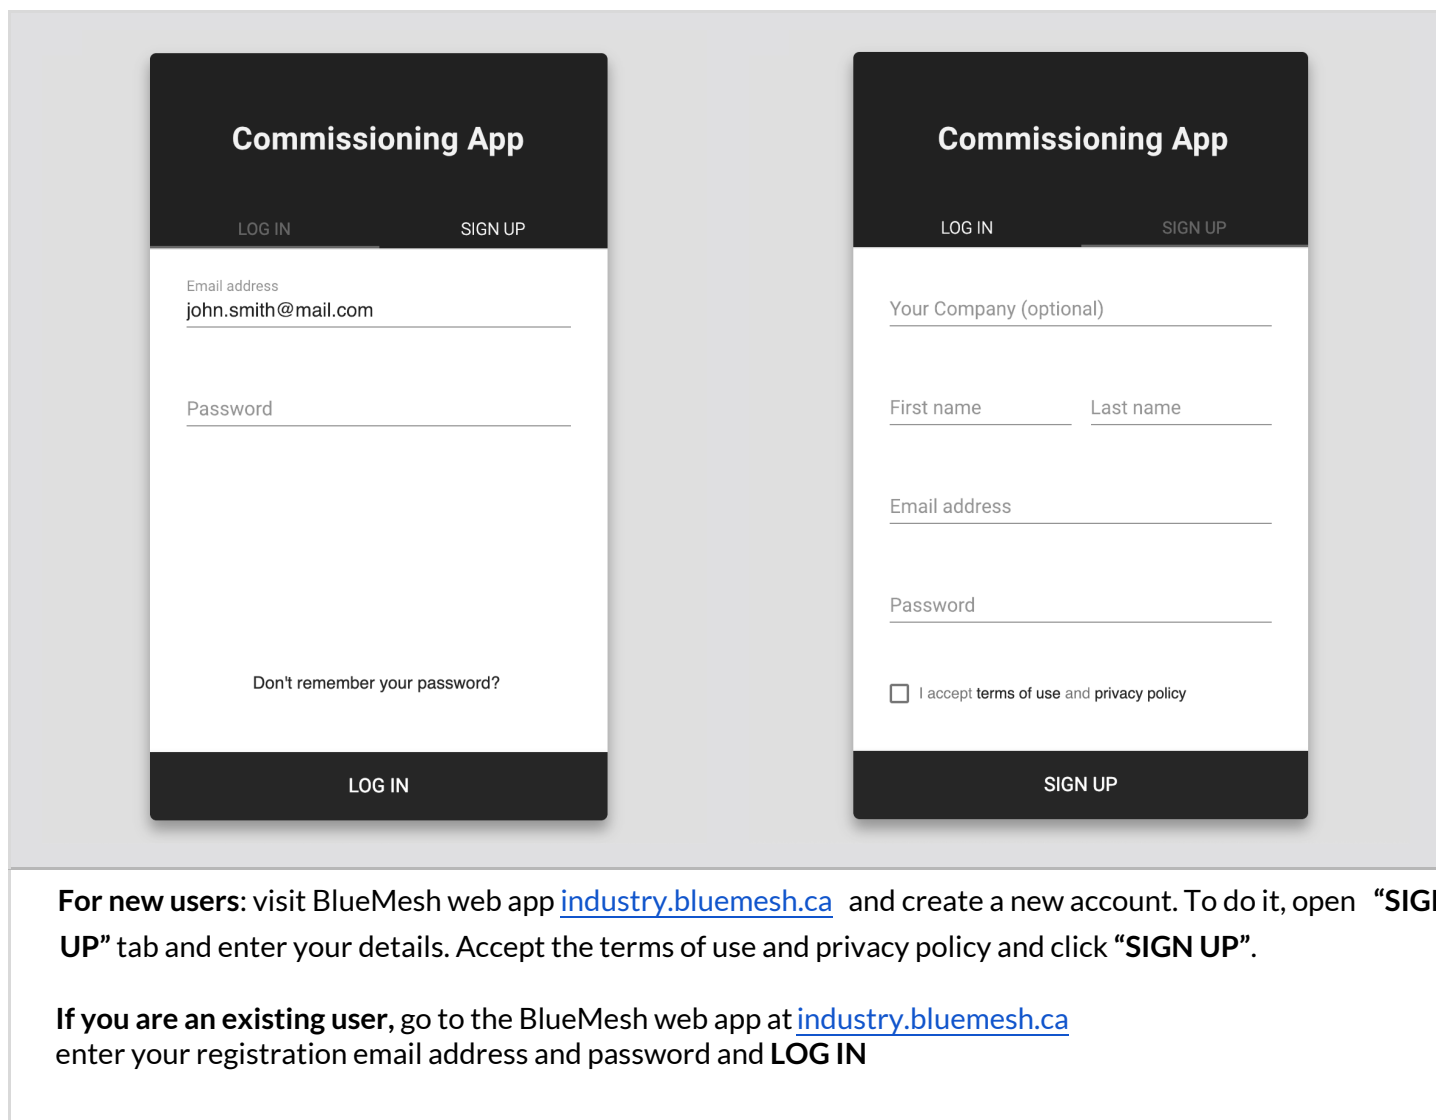 Commissioning App
LOG IN SIGN UP
Email address
john.smith@mail.com
Password
Don't remember your password?
LOG IN
Commissioning App
LOG IN SIGN UP
Your Company (optional)
First name Last name
Email address
Password
I accept terms of use and privacy policy
SIGN UP
For new users: visit BlueMesh web app industry.bluemesh.ca and create a new account. To do it, open “SIGN
UP” tab and enter your details. Accept the terms of use and privacy policy and click “SIGN UP”.
If you are an existing user, go to the BlueMesh web app at industry.bluemesh.ca
enter your registration email address and password and LOG IN